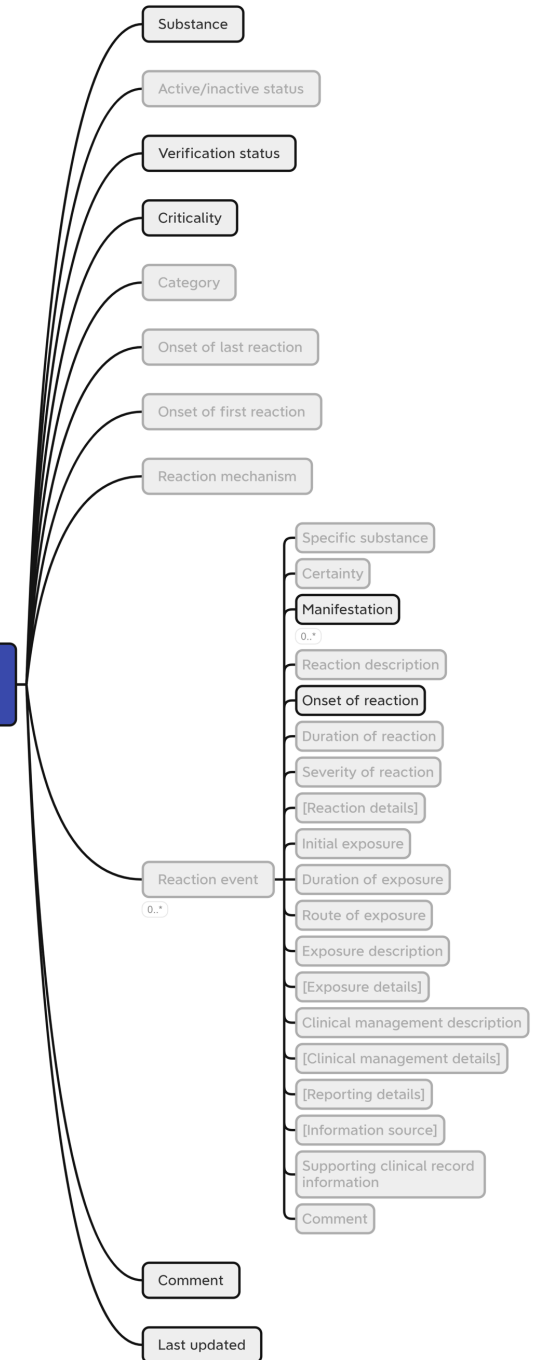 Substance
Active/inactive status
Verification status
Criticality
Category
Onset of last reaction
Onset of first reaction
Reaction mechanism
Reaction event
0..*
Specific substance
Certainty
Manifestation
0..*
Reaction description
Onset of reaction
Duration of reaction
Severity of reaction
[Reaction details]
Initial exposure
Duration of exposure
Route of exposure
Exposure description
[Exposure details]
Clinical management description
[Clinical management details]
[Reporting details]
[Information source]
Supporting clinical record
information
Comment
Comment
Last updated